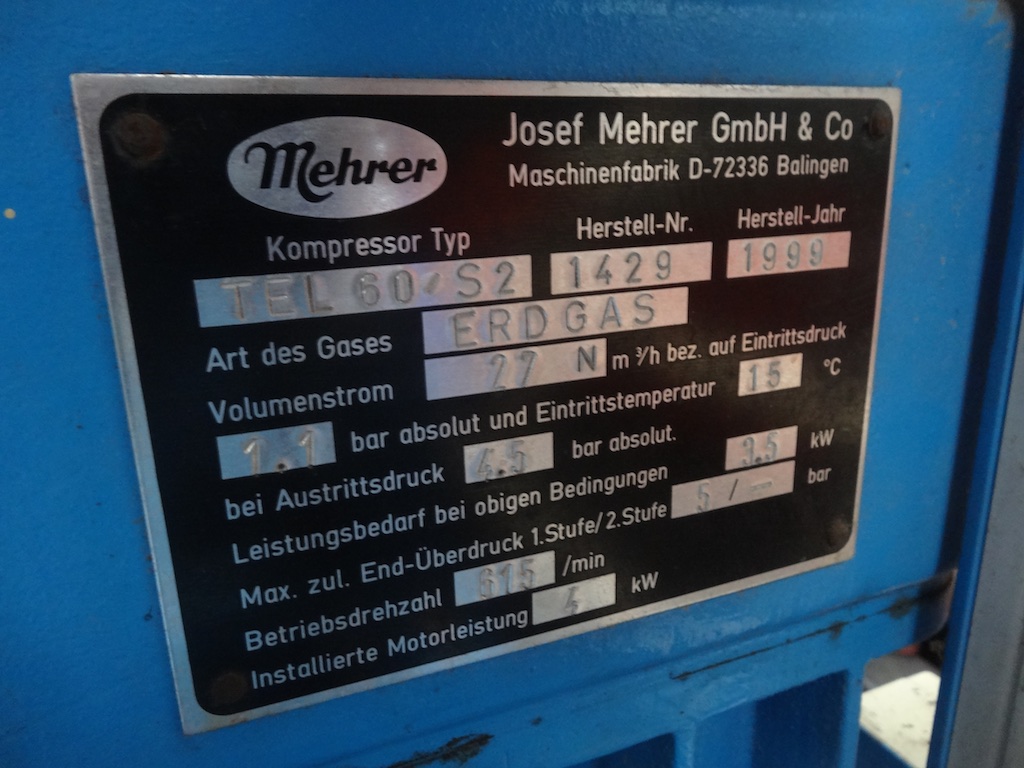 Mehrer
Josef Mehrer GmbH & Co
Maschinenfabrik D-72336 Balingen
Kompressor Typ Herstell-Nr. Herstell-Jahr
TEL 60/S2 1429 1999
Art des Gases ERDGAS
Volumenstrom 27 N m³/h bez. auf Eintrittsdruck
1.1 bar absolut und Eintrittstemperatur 15 °C
bei Austrittsdruck 4.5 bar absolut.
Leistungsbedarf bei obigen Bedingungen 3.5 kW
Max. zul. End-Überdruck 1.Stufe/2.Stufe 5 / — bar
Betriebsdrehzahl 615 /min
Installierte Motorleistung 4 kW